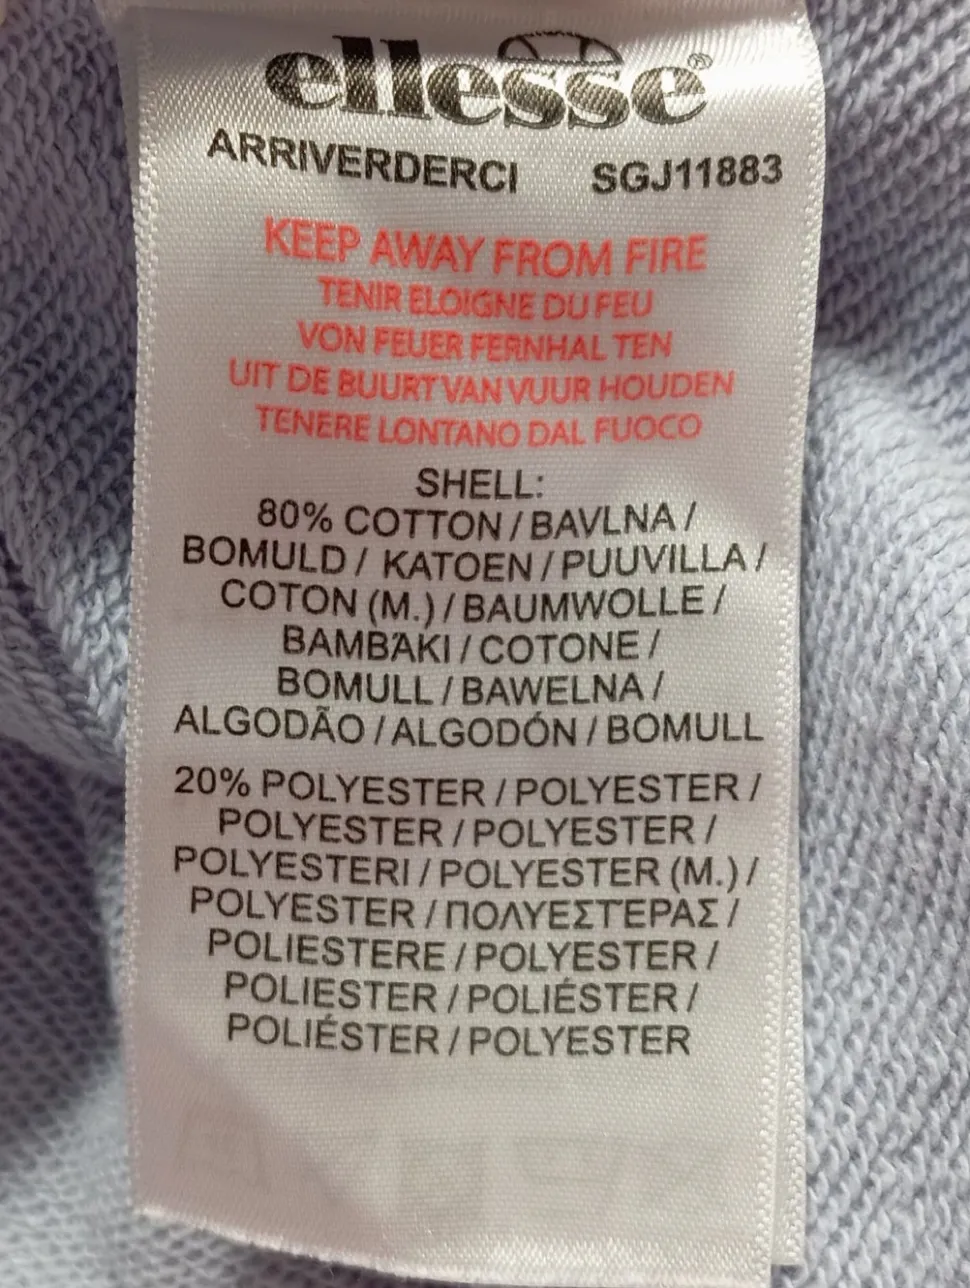 ellesse®
ARRIVERDERCI SGJ11883
KEEP AWAY FROM FIRE
TENIR ELOIGNE DU FEU
VON FEUER FERNHAL TEN
UIT DE BUURT VAN VUUR HOUDEN
TENERE LONTANO DAL FUOCO
SHELL:
80% COTTON / BAVLNA /
BOMULD / KATOEN / PUUVILLA /
COTON (M.) / BAUMWOLLE /
ΒΑΜΒΆΚΙ / COTONE /
BOMULL / BAWELNA /
ALGODÃO / ALGODÓN / BOMULL
20% POLYESTER / POLYESTER /
POLYESTER / POLYESTER /
POLYESTERI / POLYESTER (M.) /
POLYESTER / ΠΟΛΥΕΣΤΈΡΑΣ /
POLIESTERE / POLYESTER /
POLIESTER / POLIÉSTER /
POLIÉSTER / POLYESTER